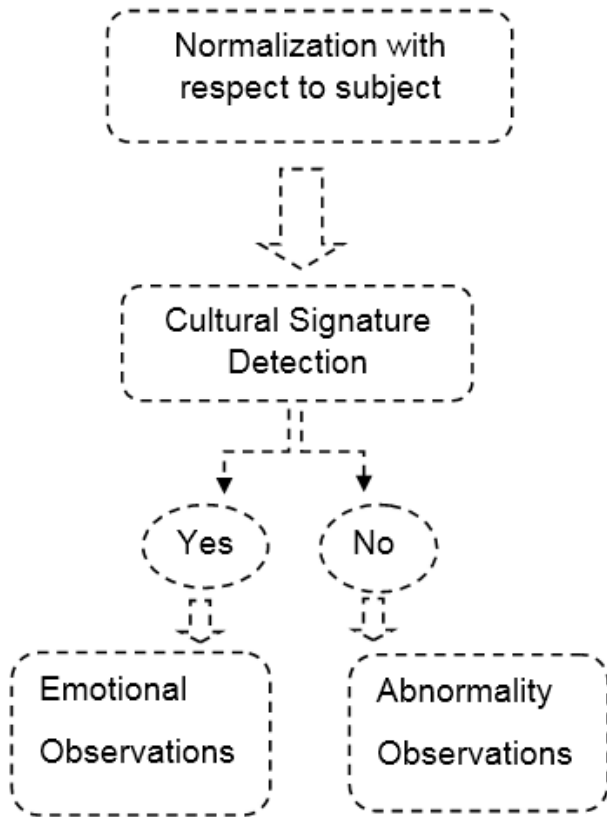 Normalization with
respect to subject
Cultural Signature
Detection
Yes
No
Emotional
Observations
Abnormality
Observations